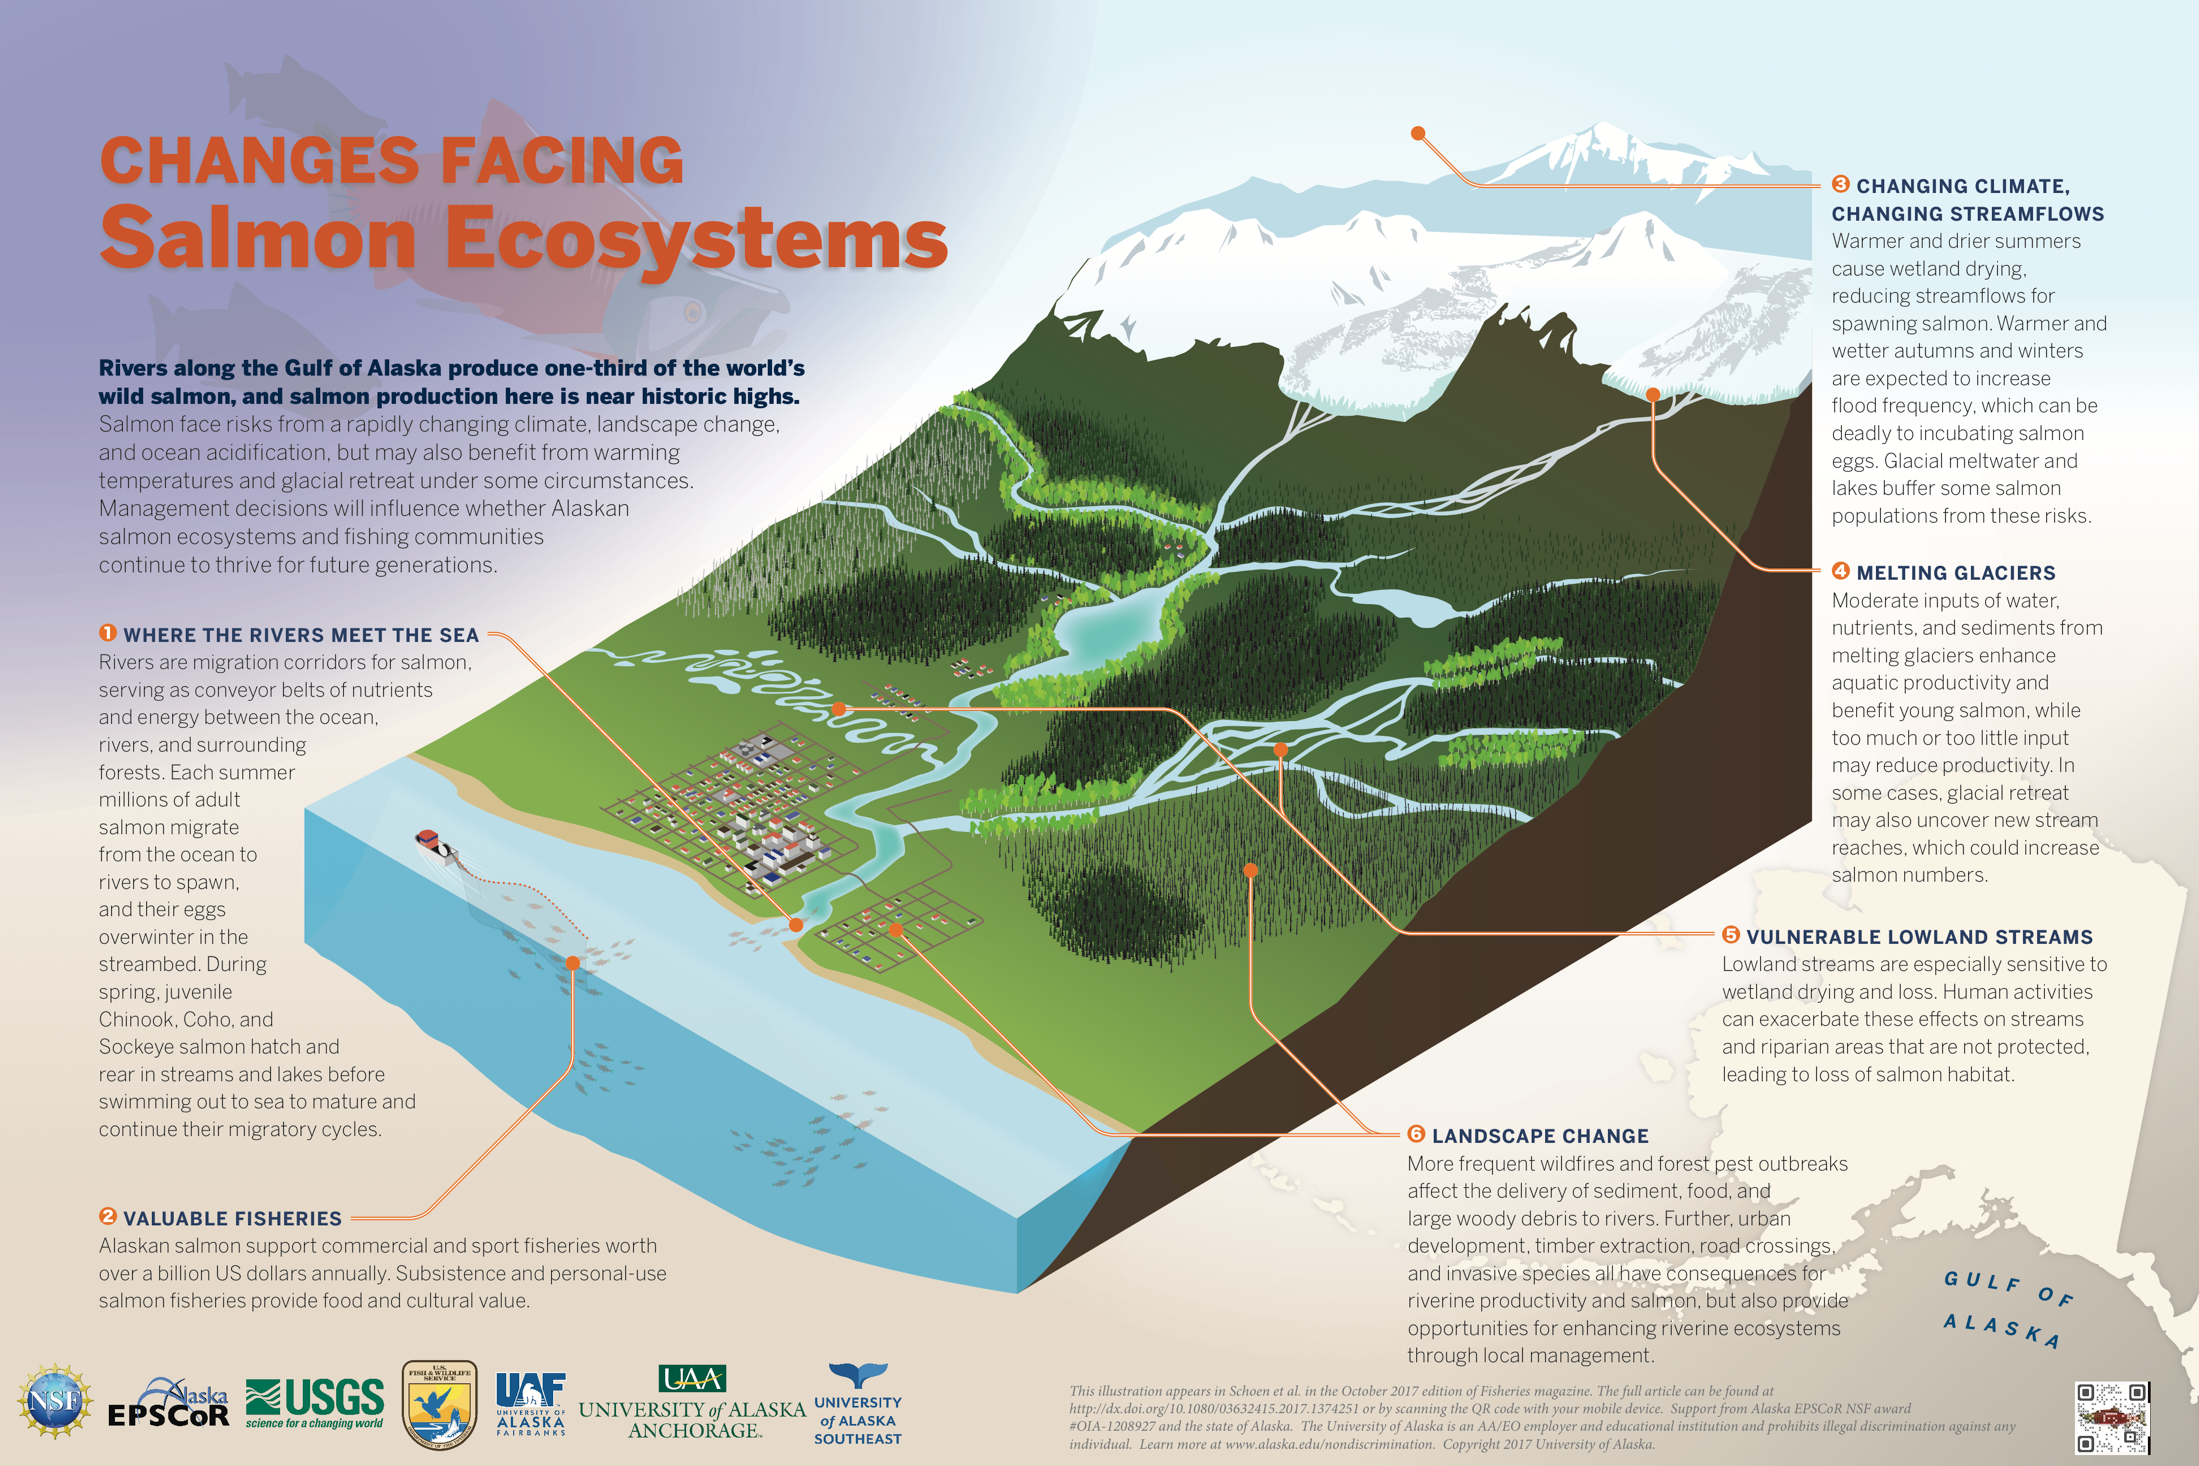 CHANGES FACING
Salmon Ecosystems
Rivers along the Gulf of Alaska produce one-third of the world's
wild salmon, and salmon production here is near historic highs.
Salmon face risks from a rapidly changing climate, landscape change,
and ocean acidification, but may also benefit from warming
temperatures and glacial retreat under some circumstances.
Management decisions will influence whether Alaskan
salmon ecosystems and fishing communities
continue to thrive for future generations.
1 WHERE THE RIVERS MEET THE SEA
Rivers are migration corridors for salmon,
serving as conveyor belts of nutrients
and energy between the ocean,
rivers, and surrounding
forests. Each summer
millions of adult
salmon migrate
from the ocean to
rivers to spawn,
and their eggs
overwinter in the
streambed. During
spring, juvenile
Chinook, Coho, and
Sockeye salmon hatch and
rear in streams and lakes before
swimming out to sea to mature and
continue their migratory cycles.
2 VALUABLE FISHERIES
Alaskan salmon support commercial and sport fisheries worth
over a billion US dollars annually. Subsistence and personal-use
salmon fisheries provide food and cultural value.
3 CHANGING CLIMATE,
CHANGING STREAMFLOWS
Warmer and drier summers
cause wetland drying,
reducing streamflows for
spawning salmon. Warmer and
wetter autumns and winters
are expected to increase
flood frequency, which can be
deadly to incubating salmon
eggs. Glacial meltwater and
lakes buffer some salmon
populations from these risks.
4 MELTING GLACIERS
Moderate inputs of water,
nutrients, and sediments from
melting glaciers enhance
aquatic productivity and
benefit young salmon, while
too much or too little input
may reduce productivity. In
some cases, glacial retreat
may also uncover new stream
reaches, which could increase
salmon numbers.
5 VULNERABLE LOWLAND STREAMS
Lowland streams are especially sensitive to
wetland drying and loss. Human activities
can exacerbate these effects on streams
and riparian areas that are not protected,
leading to loss of salmon habitat.
6 LANDSCAPE CHANGE
More frequent wildfires and forest pest outbreaks
affect the delivery of sediment, food, and
large woody debris to rivers. Further, urban
development, timber extraction, road crossings,
and invasive species all have consequences for
riverine productivity and salmon, but also provide
opportunities for enhancing riverine ecosystems
through local management.
GULF OF
ALASKA
NSF
Alaska
EPSCoR
USGS
science for a changing world
U.S.
FISH & WILDLIFE
SERVICE
UAF
UNIVERSITY OF
ALASKA
FAIRBANKS
UAA
UNIVERSITY of ALASKA
ANCHORAGE
UNIVERSITY
of ALASKA
SOUTHEAST
This illustration appears in Schoen et al. in the October 2017 edition of Fisheries magazine. The full article can be found at
http://dx.doi.org/10.1080/03632415.2017.1374251 or by scanning the QR code with your mobile device. Support from Alaska EPSCoR NSF award
#OIA-1208927 and the state of Alaska. The University of Alaska is an AA/EO employer and educational institution and prohibits illegal discrimination against any
individual. Learn more at www.alaska.edu/nondiscrimination. Copyright 2017 University of Alaska.